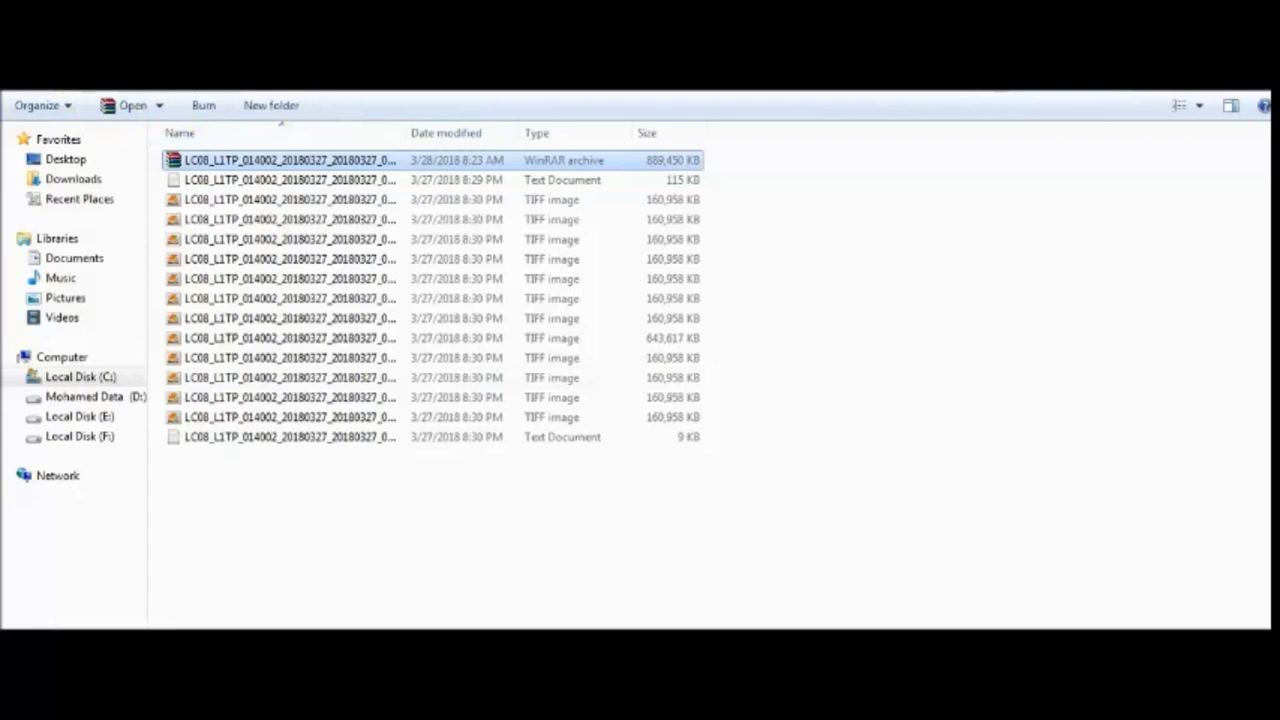 Organize Open Burn New folder
Name Date modified Type Size
Favorites
Desktop
Downloads
Recent Places
Libraries
Documents
Music
Pictures
Videos
Computer
Local Disk (C:)
Mohamed Data (D:)
Local Disk (E:)
Local Disk (F:)
Network
LC08_L1TP_014002_20180327_20180327_0... 3/28/2018 8:23 AM WinRAR archive 889,450 KB
LC08_L1TP_014002_20180327_20180327_0... 3/27/2018 8:29 PM Text Document 115 KB
LC08_L1TP_014002_20180327_20180327_0... 3/27/2018 8:30 PM TIFF image 160,958 KB
LC08_L1TP_014002_20180327_20180327_0... 3/27/2018 8:30 PM TIFF image 160,958 KB
LC08_L1TP_014002_20180327_20180327_0... 3/27/2018 8:30 PM TIFF image 160,958 KB
LC08_L1TP_014002_20180327_20180327_0... 3/27/2018 8:30 PM TIFF image 160,958 KB
LC08_L1TP_014002_20180327_20180327_0... 3/27/2018 8:30 PM TIFF image 160,958 KB
LC08_L1TP_014002_20180327_20180327_0... 3/27/2018 8:30 PM TIFF image 160,958 KB
LC08_L1TP_014002_20180327_20180327_0... 3/27/2018 8:30 PM TIFF image 160,958 KB
LC08_L1TP_014002_20180327_20180327_0... 3/27/2018 8:30 PM TIFF image 643,617 KB
LC08_L1TP_014002_20180327_20180327_0... 3/27/2018 8:30 PM TIFF image 160,958 KB
LC08_L1TP_014002_20180327_20180327_0... 3/27/2018 8:30 PM TIFF image 160,958 KB
LC08_L1TP_014002_20180327_20180327_0... 3/27/2018 8:30 PM TIFF image 160,958 KB
LC08_L1TP_014002_20180327_20180327_0... 3/27/2018 8:30 PM TIFF image 160,958 KB
LC08_L1TP_014002_20180327_20180327_0... 3/27/2018 8:30 PM Text Document 9 KB